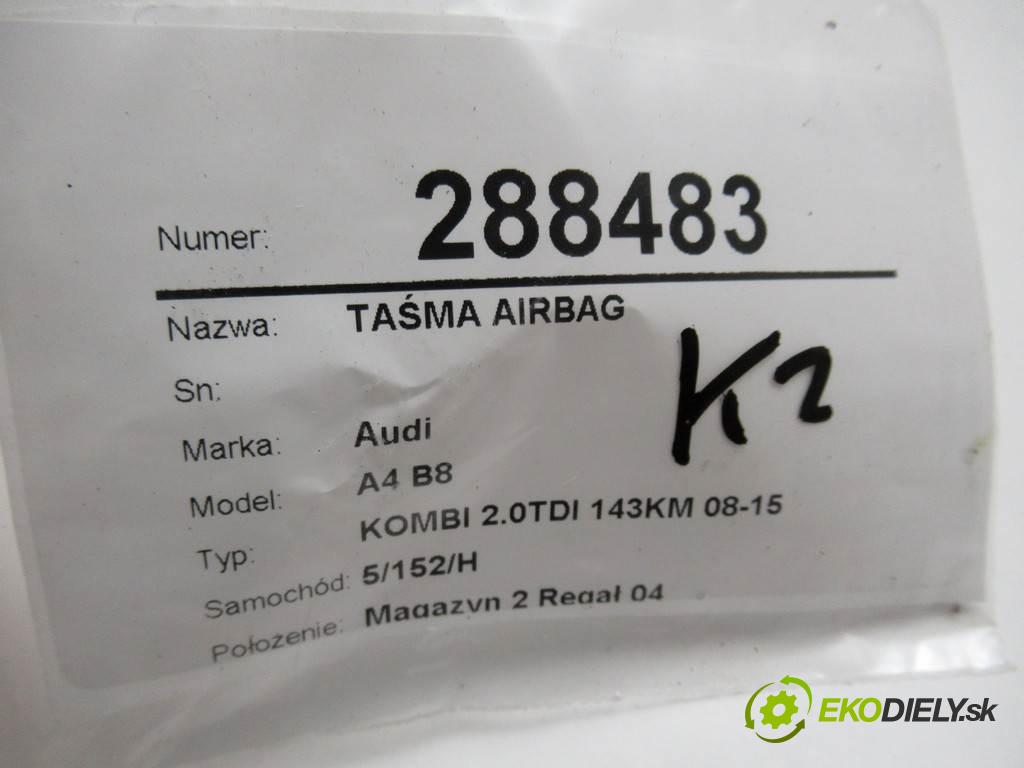 Numer: 288483
Nazwa: TAŚMA AIRBAG
Sn:
K2
Marka: Audi
Model: A4 B8
Typ: KOMBI 2.0TDI 143KM 08-15
Samochód: 5/152/H
Położenie: Magazyn 2 Regał 04
EKODIELY.sk